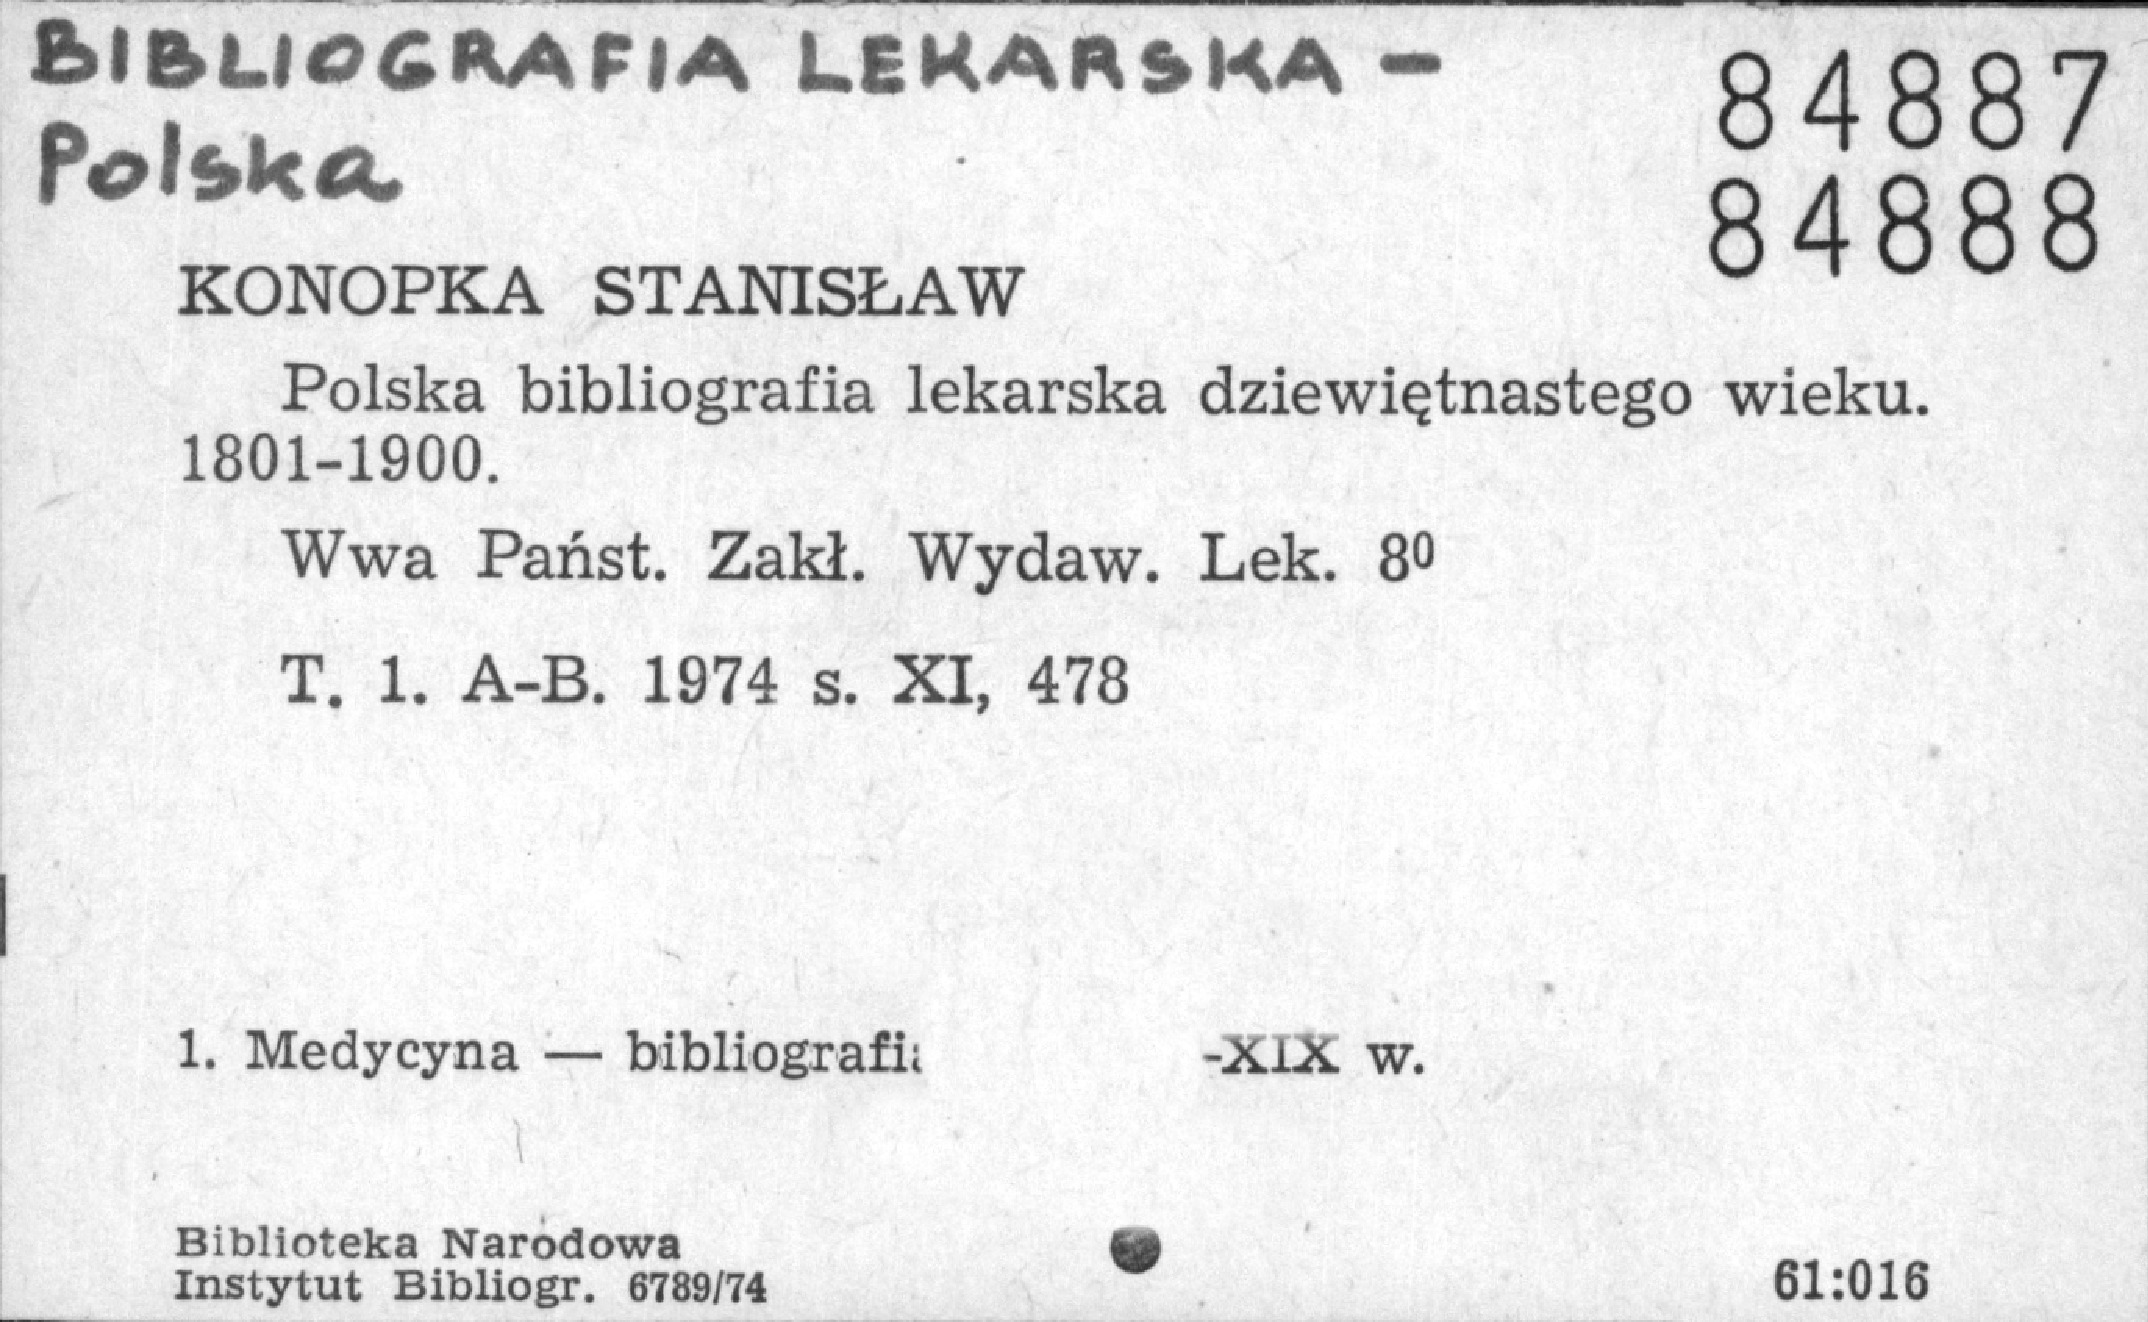 BIBLIOGRAFIA LEKARSKA –
Polska
84887
84888
KONOPKA STANISŁAW
Polska bibliografia lekarska dziewiętnastego wieku.
1801-1900.
Wwa Państ. Zakł. Wydaw. Lek. 8⁰
T. 1. A-B. 1974 s. XI, 478
1. Medycyna — bibliografi -XIX w.
Biblioteka Narodowa
Instytut Bibliogr. 6789/74
61:016